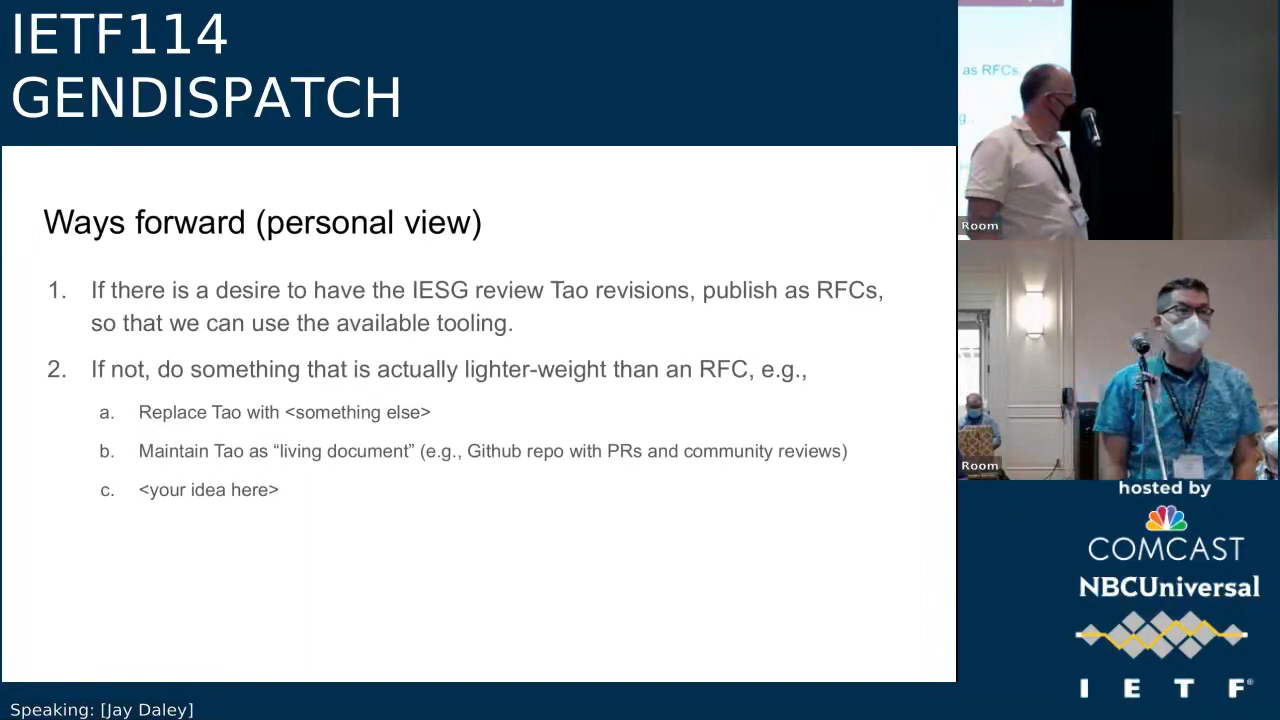 IETF114
GENDISPATCH
Ways forward (personal view)
1. If there is a desire to have the IESG review Tao revisions, publish as RFCs,
so that we can use the available tooling.
2. If not, do something that is actually lighter-weight than an RFC, e.g.,
a. Replace Tao with <something else>
b. Maintain Tao as “living document” (e.g., Github repo with PRs and community reviews)
c. <your idea here>
Speaking: [Jay Daley]
as RFCs,
g.,
Room
Room
hosted by
COMCAST
NBCUniversal
I E T F®